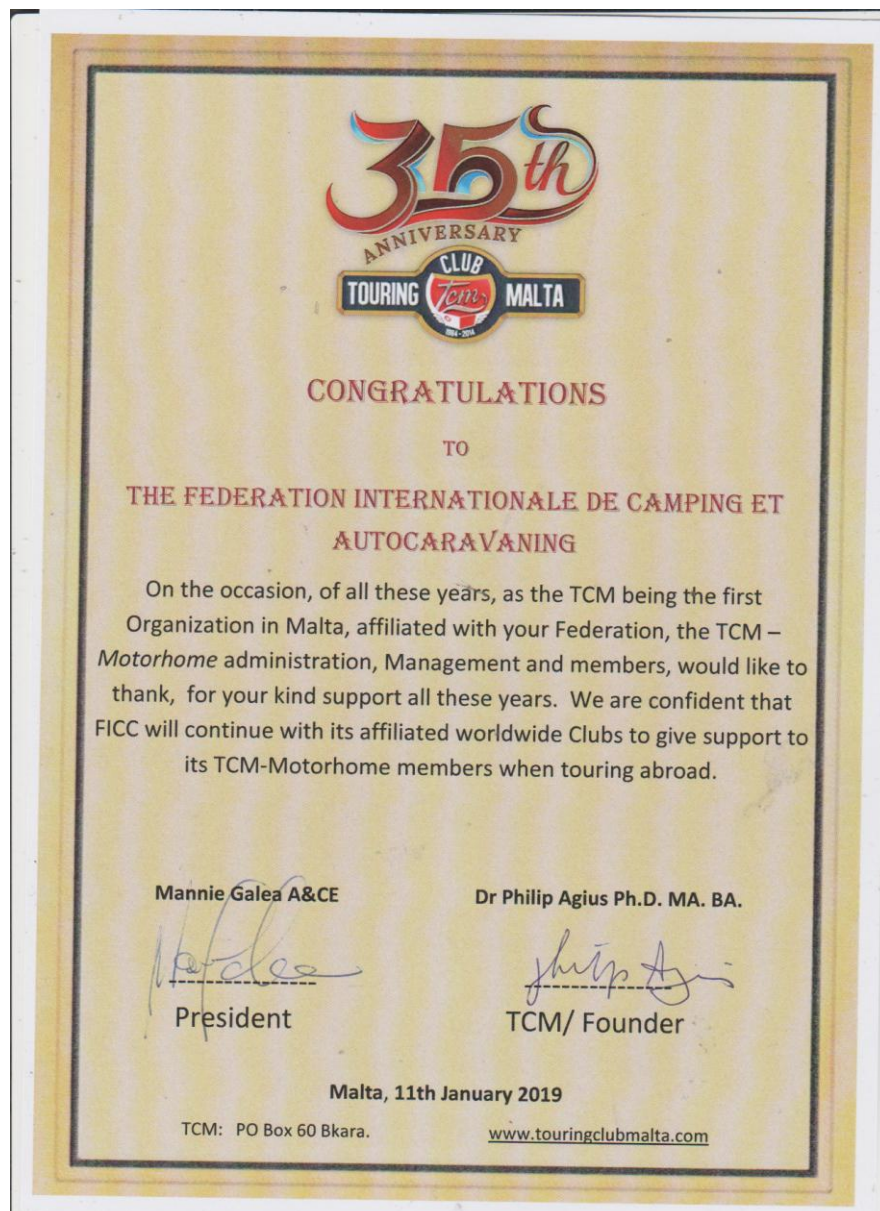 35th
ANNIVERSARY
CLUB
TOURING Tcm MALTA
1984-2014
CONGRATULATIONS
TO
THE FEDERATION INTERNATIONALE DE CAMPING ET
AUTOCARAVANING
On the occasion, of all these years, as the TCM being the first
Organization in Malta, affiliated with your Federation, the TCM –
Motorhome administration, Management and members, would like to
thank, for your kind support all these years. We are confident that
FICC will continue with its affiliated worldwide Clubs to give support to
its TCM-Motorhome members when touring abroad.
Mannie Galea A&CE Dr Philip Agius Ph.D. MA. BA.
Philip Agius
President TCM/ Founder
Malta, 11th January 2019
TCM: PO Box 60 Bkara. www.touringclubmalta.com